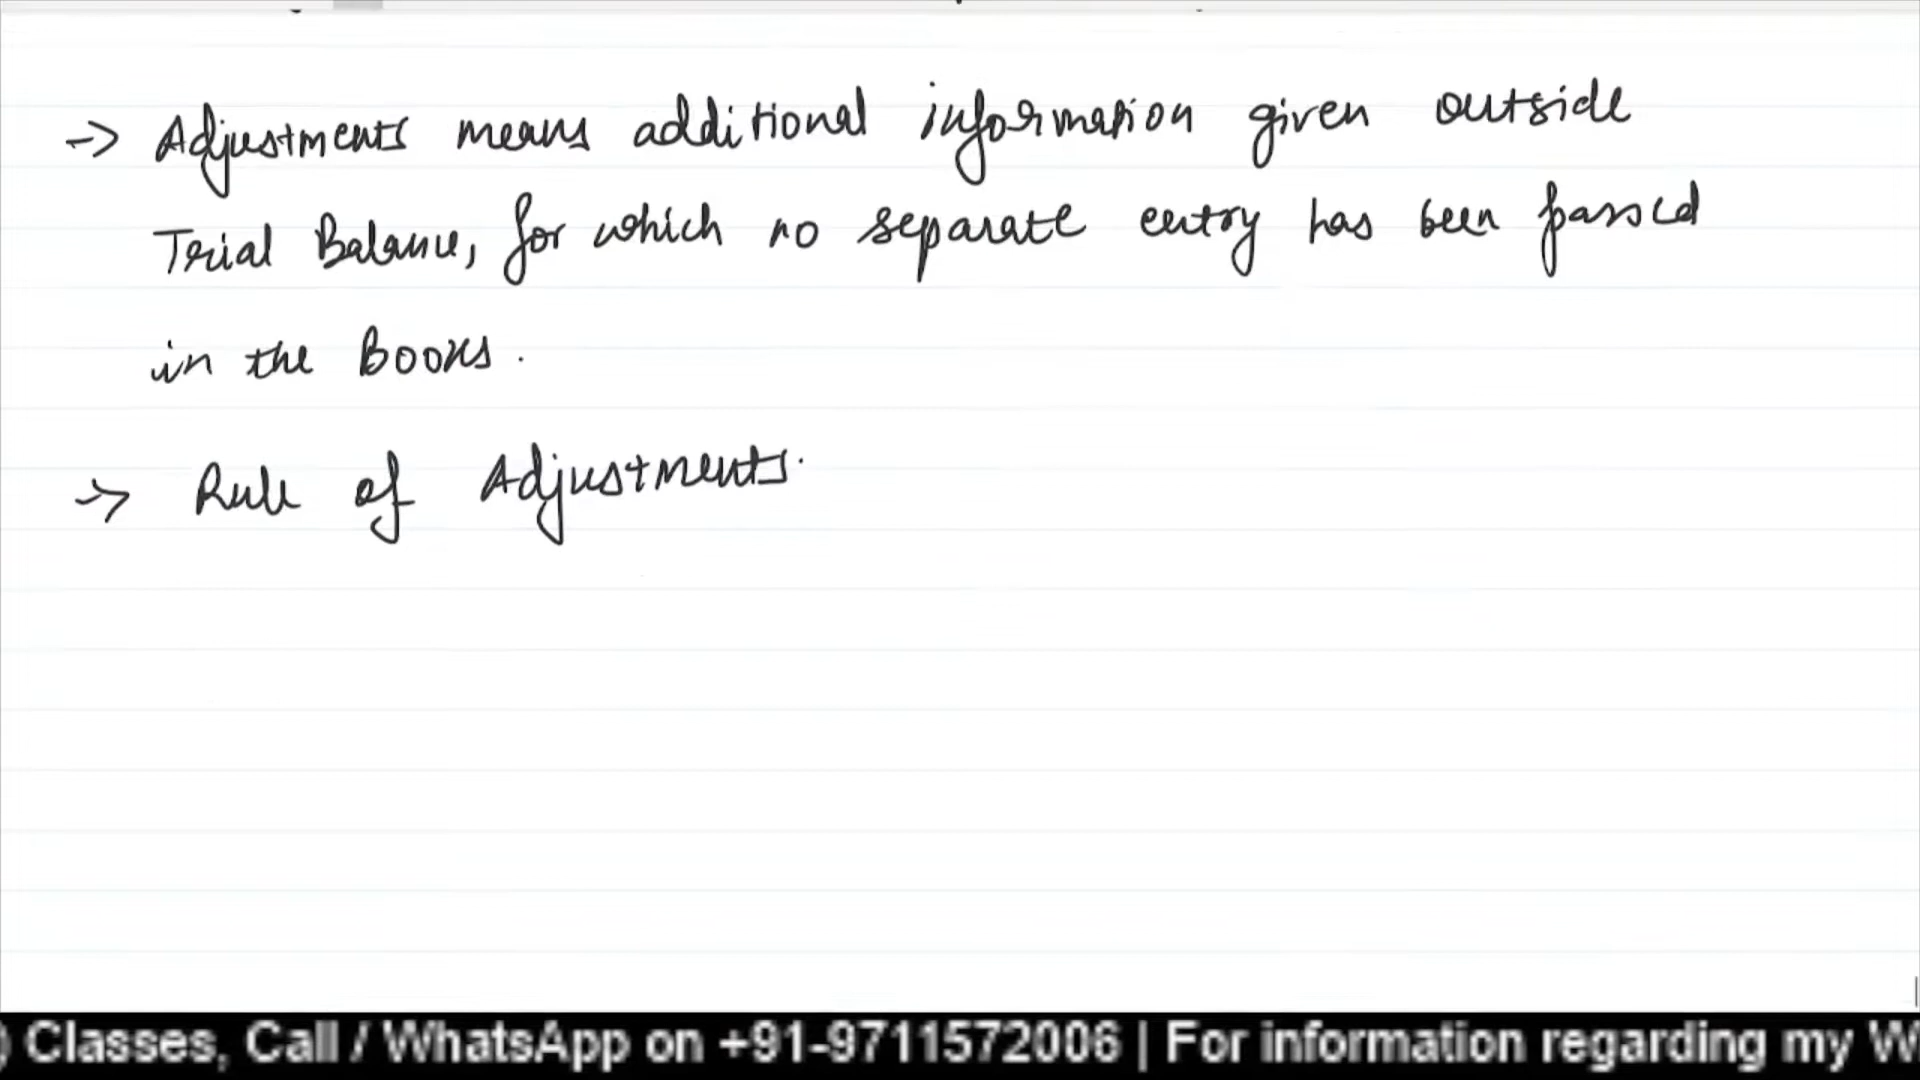 -> Adjustments means additional information given outside
Trial Balance, for which no separate entry has been passed
in the Books.
-> Rule of Adjustments.
) Classes, Call / WhatsApp on +91-9711572006 | For information regarding my W